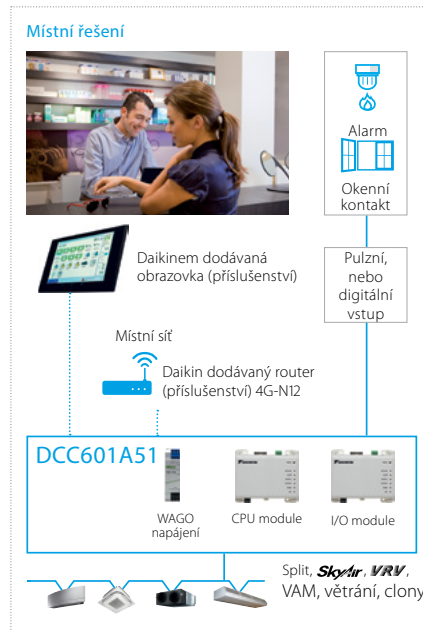 Místní řešení
Alarm
Okenní
kontakt
Daikinem dodávaná
obrazovka (příslušenství)
Pulzní,
nebo
digitální
vstup
Místní síť
Daikin dodávaný router
(příslušenství) 4G-N12
DCC601A51
WAGO
napájení
CPU module
I/O module
Split, SkyAir, VRV,
VAM, větrání, clony